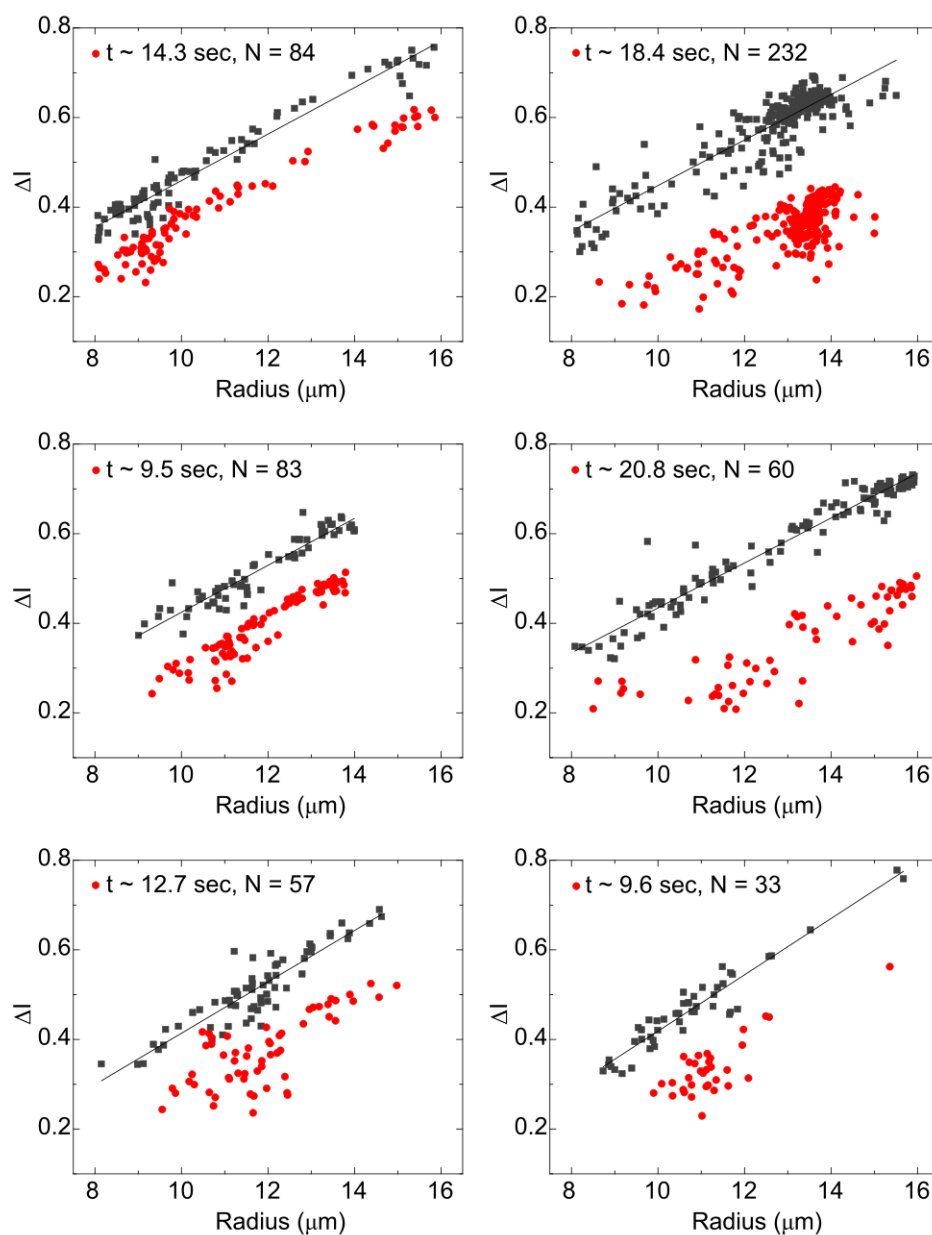 0.8
0.6
0.4
0.2
ΔI
t ~ 14.3 sec, N = 84
8 10 12 14 16
Radius (μm)
0.8
0.6
0.4
0.2
ΔI
t ~ 18.4 sec, N = 232
8 10 12 14 16
Radius (μm)
0.8
0.6
0.4
0.2
ΔI
t ~ 9.5 sec, N = 83
8 10 12 14 16
Radius (μm)
0.8
0.6
0.4
0.2
ΔI
t ~ 20.8 sec, N = 60
8 10 12 14 16
Radius (μm)
0.8
0.6
0.4
0.2
ΔI
t ~ 12.7 sec, N = 57
8 10 12 14 16
Radius (μm)
0.8
0.6
0.4
0.2
ΔI
t ~ 9.6 sec, N = 33
8 10 12 14 16
Radius (μm)